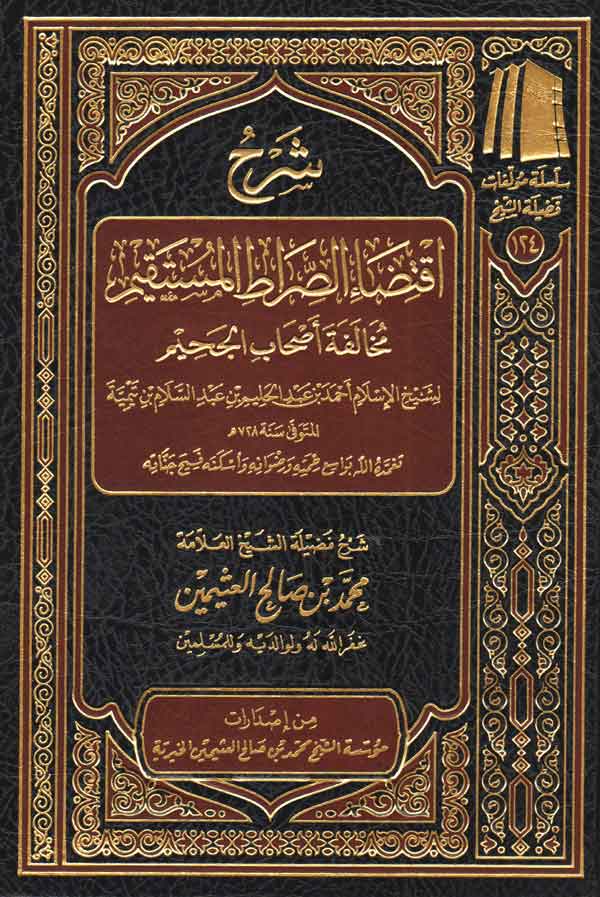 سلسلة مؤلفات
فضيلة الشيخ
١٢٤
شرح
اقتضاء الصراط المستقيم
مخالفة أصحاب الجحيم
لشيخ الإسلام أحمد بن عبد الحليم بن عبد السلام بن تيمية
المتوفى سنة ٧٢٨هـ
تغمده الله بواسع رحمته ورضوانه وأسكنه فسيح جناته
شرح فضيلة الشيخ العلامة
محمد بن صالح العثيمين
غفر الله له ولوالديه وللمسلمين
من إصدارات
مؤسسة الشيخ محمد بن صالح العثيمين الخيرية